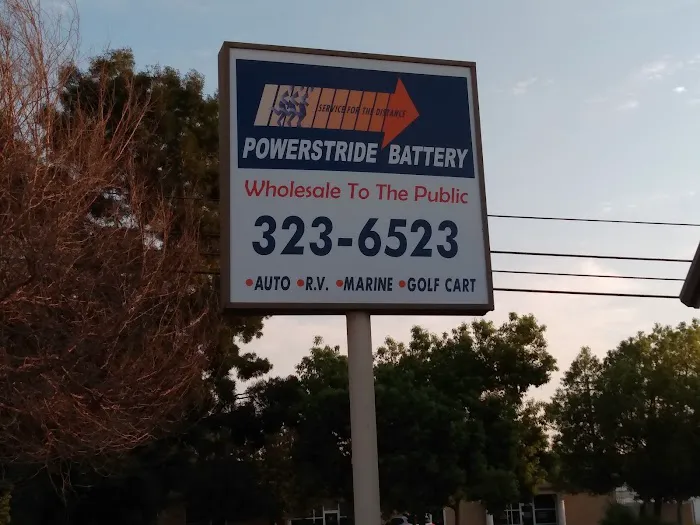 SERVICE FOR THE DISTANCE
POWERSTRIDE BATTERY
Wholesale To The Public
323-6523
•AUTO •R.V. •MARINE •GOLF CART